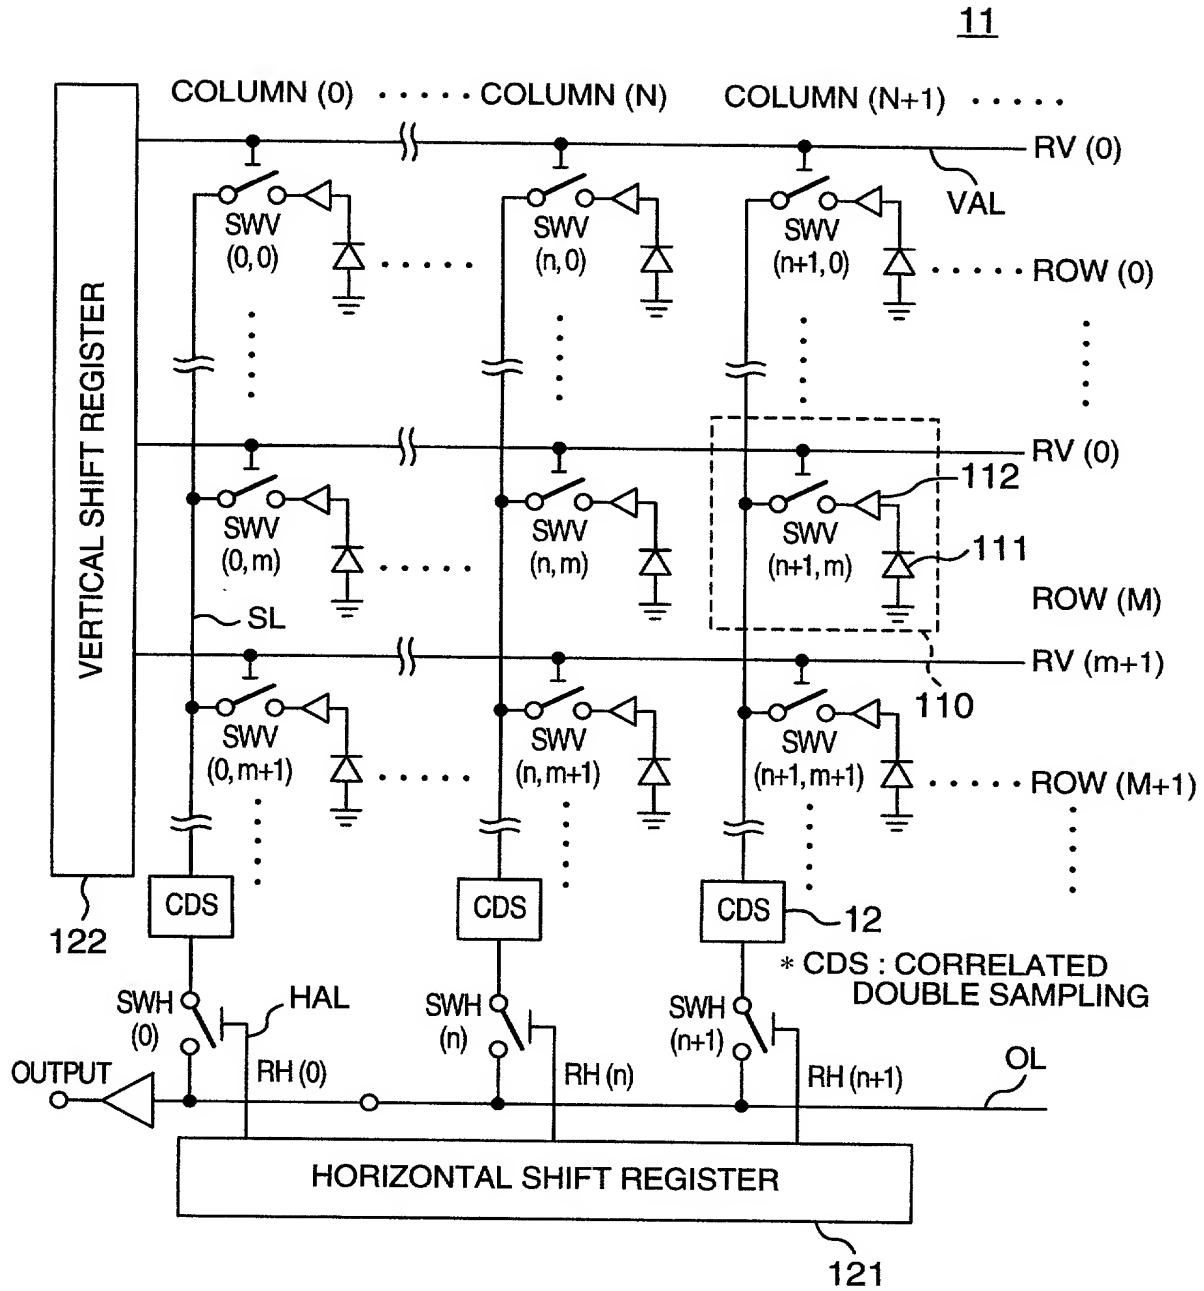 11
COLUMN (0) ····· COLUMN (N) COLUMN (N+1) ·····
RV (0)
VAL
SWV
(0, 0)
SWV
(n, 0)
SWV
(n+1, 0)
ROW (0)
VERTICAL SHIFT REGISTER
RV (0)
112
SWV
(0, m)
SWV
(n, m)
SWV
(n+1, m)
111
ROW (M)
SL
RV (m+1)
110
SWV
(0, m+1)
SWV
(n, m+1)
SWV
(n+1, m+1)
ROW (M+1)
122
CDS
CDS
CDS
12
* CDS : CORRELATED
DOUBLE SAMPLING
SWH
(0)
HAL
SWH
(n)
SWH
(n+1)
OUTPUT
RH (0)
RH (n)
RH (n+1)
OL
HORIZONTAL SHIFT REGISTER
121